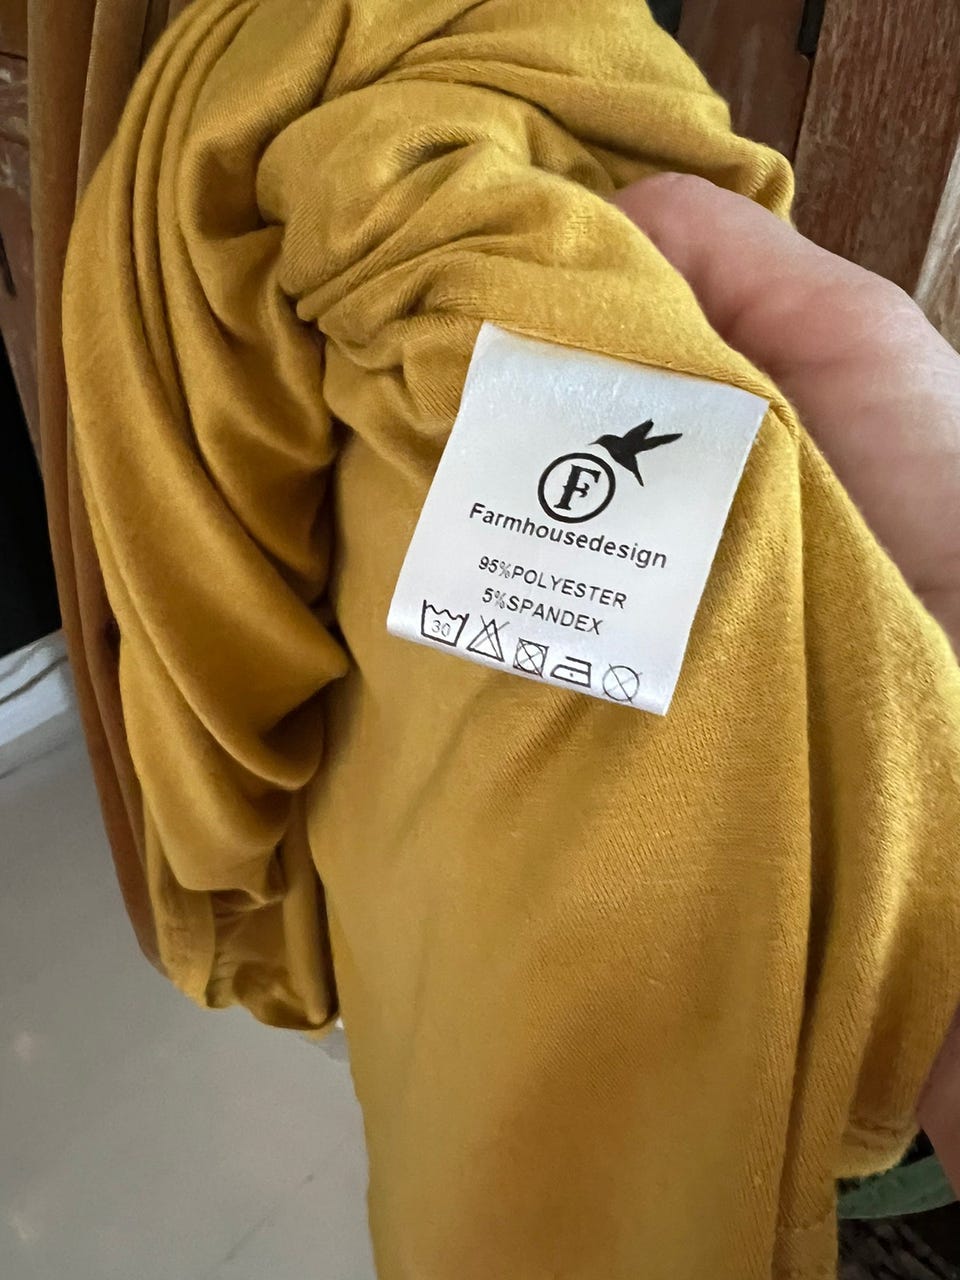 F
Farmhousedesign
95%POLYESTER
5%SPANDEX
30